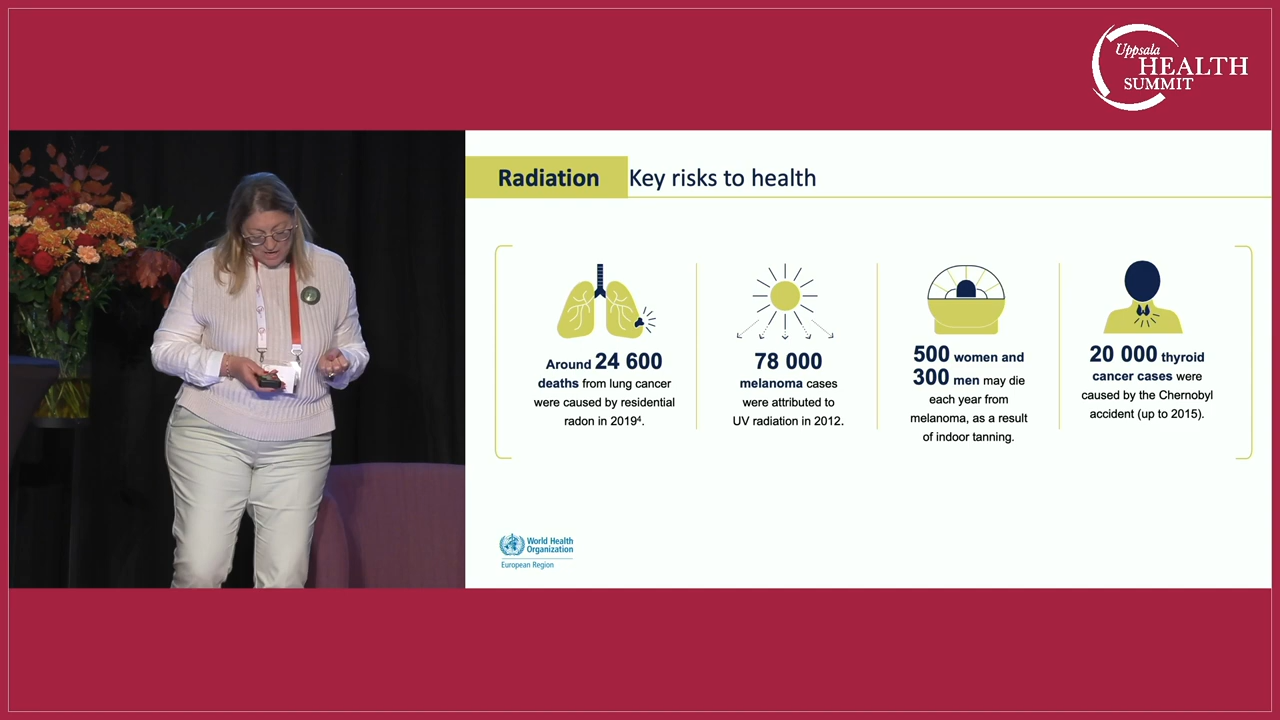 Uppsala
HEALTH
SUMMIT
Radiation Key risks to health
Around 24 600
deaths from lung cancer
were caused by residential
radon in 2019⁴.
78 000
melanoma cases
were attributed to
UV radiation in 2012.
500 women and
300 men may die
each year from
melanoma, as a result
of indoor tanning.
20 000 thyroid
cancer cases were
caused by the Chernobyl
accident (up to 2015).
World Health
Organization
European Region